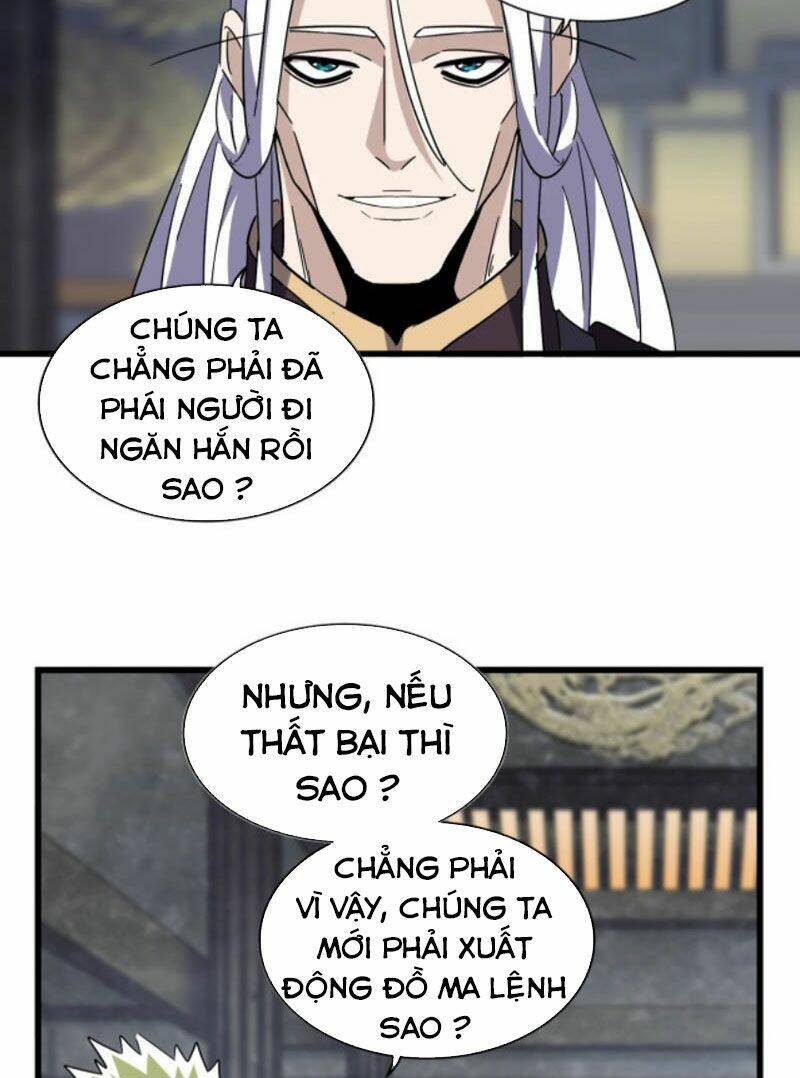 CHÚNG TA
CHẲNG PHẢI ĐÃ
PHÁI NGƯỜI ĐI
NGĂN HẮN RỒI
SAO ?
NHƯNG, NẾU
THẤT BẠI THÌ
SAO ?
CHẲNG PHẢI
VÌ VẬY, CHÚNG TA
MỚI PHẢI XUẤT
ĐỘNG ĐỒ MA LỆNH
SAO ?